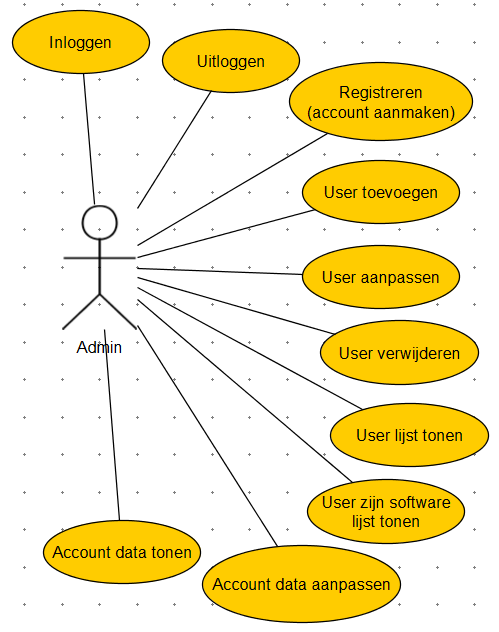 Inloggen
Uitloggen
Registreren
(account aanmaken)
User toevoegen
User aanpassen
User verwijderen
Admin
User lijst tonen
User zijn software
lijst tonen
Account data tonen
Account data aanpassen